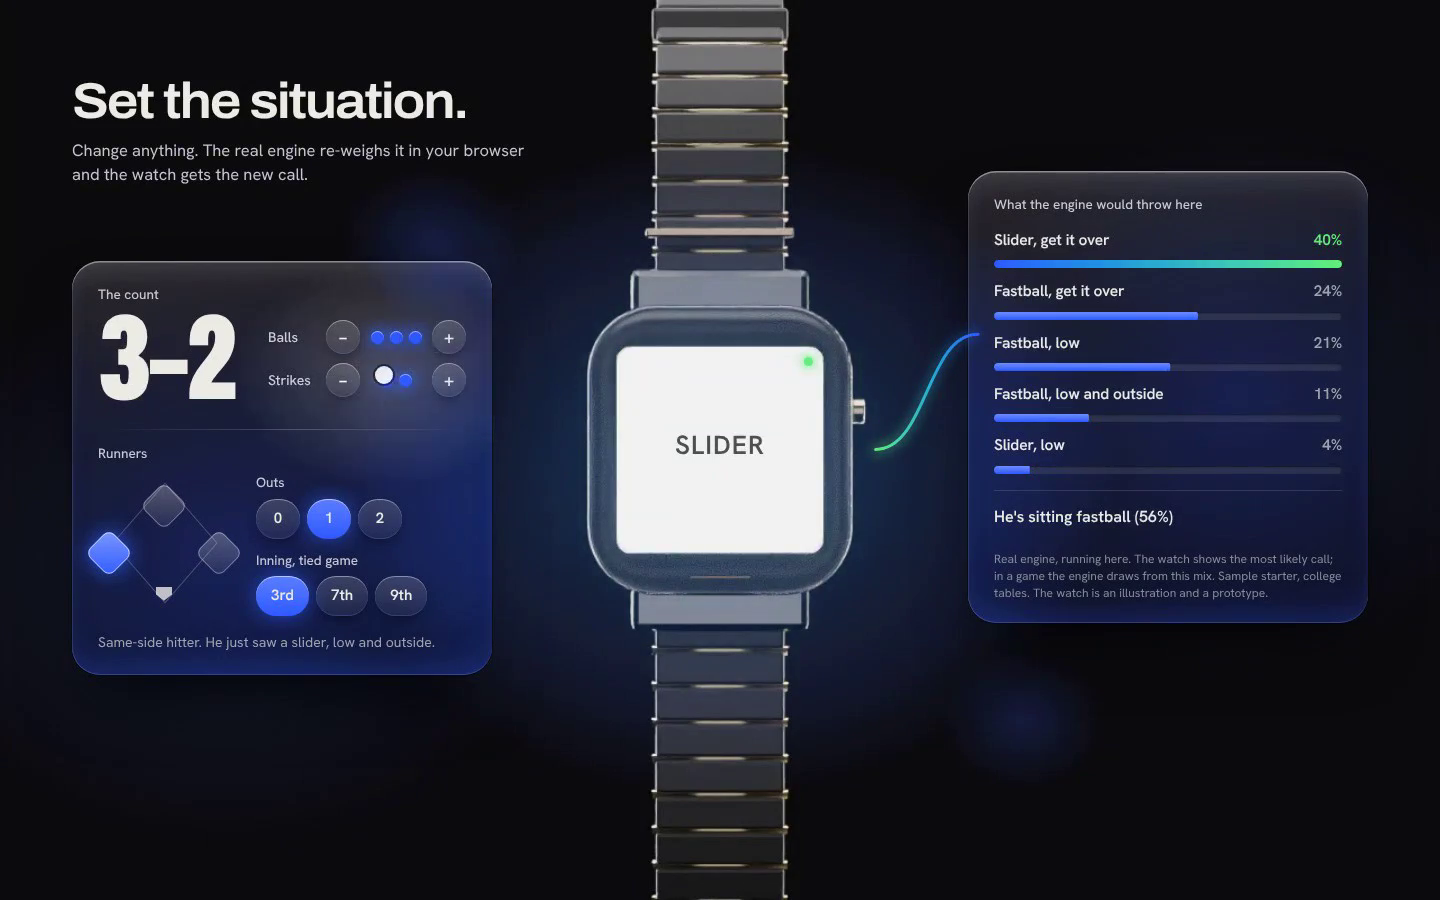 Set the situation.
Change anything. The real engine re-weighs it in your browser
and the watch gets the new call.
The count
3–2
Balls
–
+
Strikes
–
+
Runners
Outs
0
1
2
Inning, tied game
3rd
7th
9th
Same-side hitter. He just saw a slider, low and outside.
SLIDER
What the engine would throw here
Slider, get it over
40%
Fastball, get it over
24%
Fastball, low
21%
Fastball, low and outside
11%
Slider, low
4%
He's sitting fastball (56%)
Real engine, running here. The watch shows the most likely call;
in a game the engine draws from this mix. Sample starter, college
tables. The watch is an illustration and a prototype.